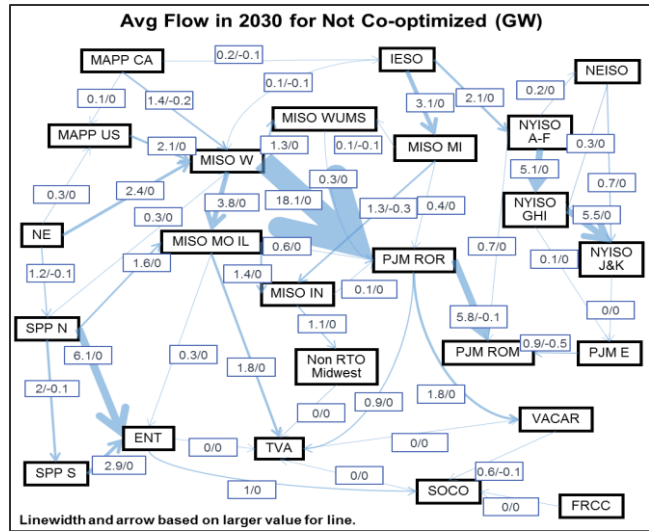 Avg Flow in 2030 for Not Co-optimized (GW)
MAPP CA
0.2/-0.1
IESO
NEISO
0.1/-0.1
0.2/0
0.1/0
1.4/-0.2
3.1/0
2.1/0
MISO WUMS
NYISO
A-F
MAPP US
2.1/0
1.3/0
0.1/-0.1
MISO MI
0.3/0
MISO W
5.1/0
0.3/0
0.7/0
2.4/0
0.3/0
3.8/0
18.1/0
1.3/-0.3
0.4/0
NYISO
GHI
5.5/0
0.3/0
NE
MISO MO IL
0.6/0
PJM ROR
0.7/0
0.1/0
NYISO
J&K
1.2/-0.1
1.6/0
1.4/0
MISO IN
0.1/0
0/0
SPP N
1.1/0
5.8/-0.1
6.1/0
0.3/0
1.8/0
Non RTO
Midwest
PJM ROM
0.9/-0.5
PJM E
2/-0.1
0/0
0.9/0
1.8/0
VACAR
ENT
0/0
TVA
0/0
SPP S
2.9/0
0/0
0.6/-0.1
1/0
SOCO
0/0
FRCC
Linewidth and arrow based on larger value for line.